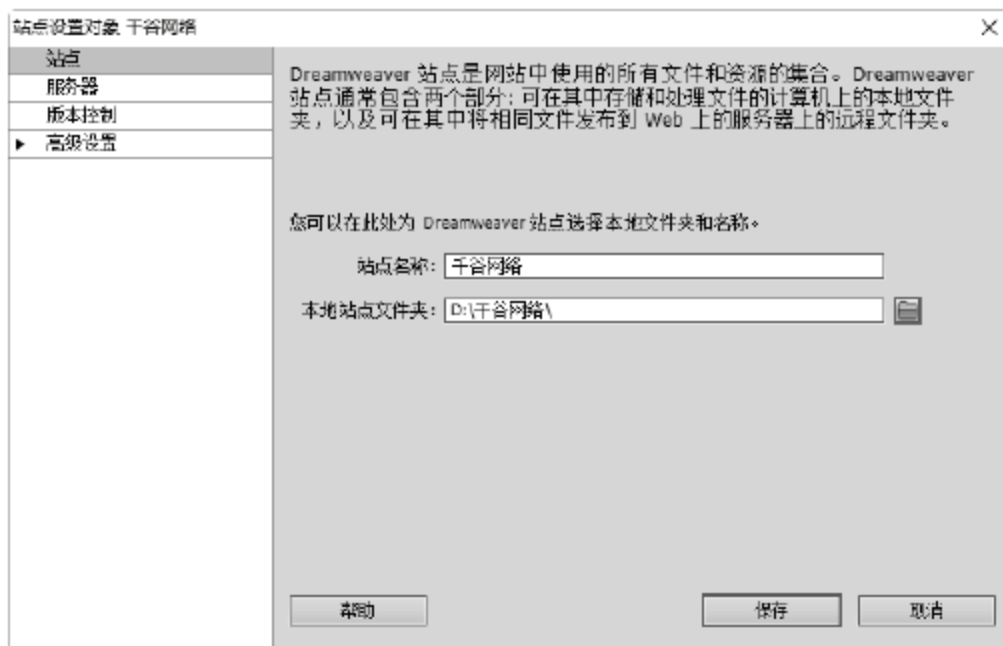 站点设置对象 千谷网络
站点
服务器
版本控制
高级设置
Dreamweaver 站点是网站中使用的所有文件和资源的集合。Dreamweaver
站点通常包含两个部分：可在其中存储和处理文件的计算机上的本地文件
夹，以及可在其中将相同文件发布到 Web 上的服务器上的远程文件夹。
您可以在此处为 Dreamweaver 站点选择本地文件夹和名称。
站点名称：千谷网络
本地站点文件夹：D:\千谷网络\
帮助
保存
取消